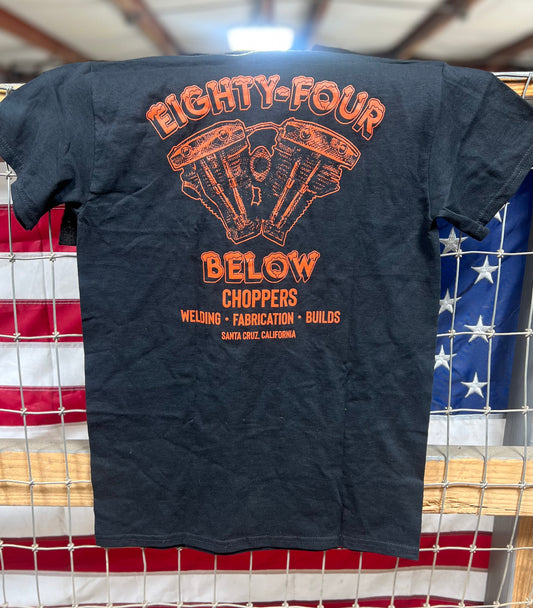 EIGHTY-FOUR
BELOW
CHOPPERS
WELDING • FABRICATION • BUILDS
SANTA CRUZ, CALIFORNIA